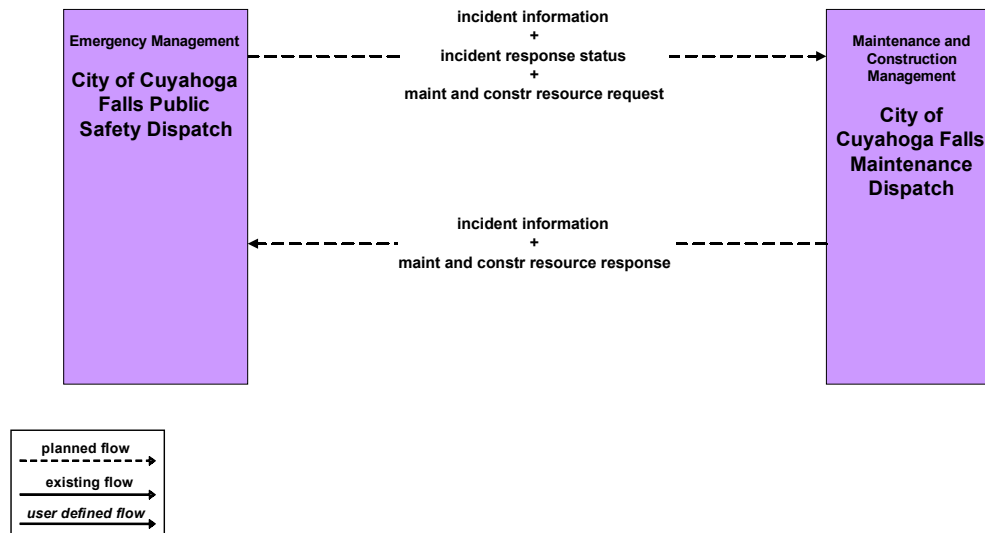 Emergency Management
City of Cuyahoga
Falls Public
Safety Dispatch
incident information
+
incident response status
+
maint and constr resource request
Maintenance and
Construction
Management
City of
Cuyahoga Falls
Maintenance
Dispatch
incident information
+
maint and constr resource response
planned flow
existing flow
user defined flow